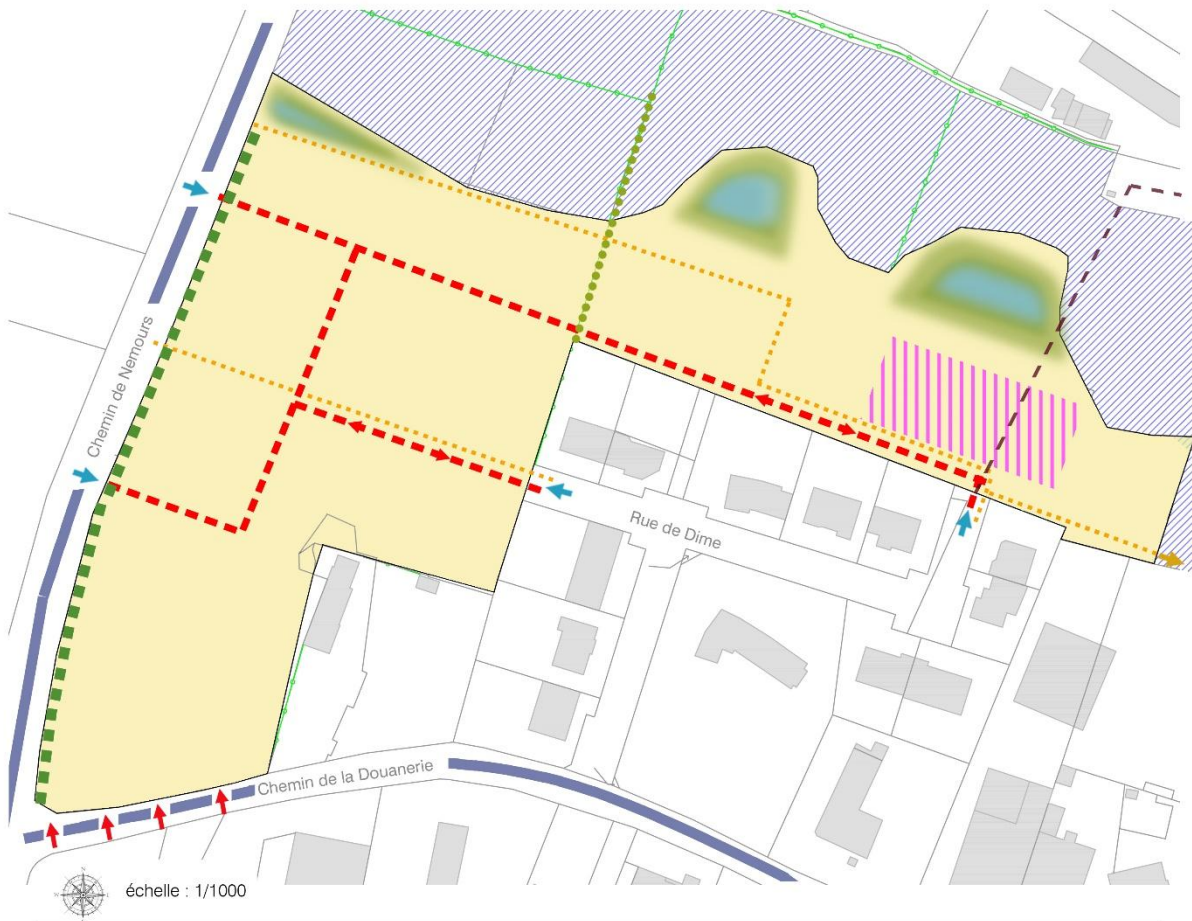 Chemin de Nemours
Rue de Dime
Chemin de la Douanerie
échelle : 1/1000